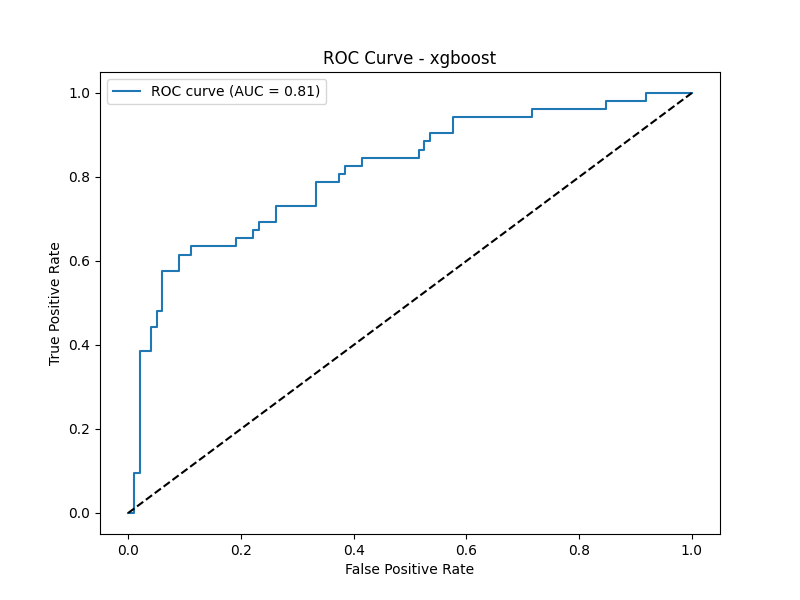 ROC Curve - xgboost
ROC curve (AUC = 0.81)
1.0
0.8
0.6
0.4
0.2
0.0
True Positive Rate
0.0 0.2 0.4 0.6 0.8 1.0
False Positive Rate